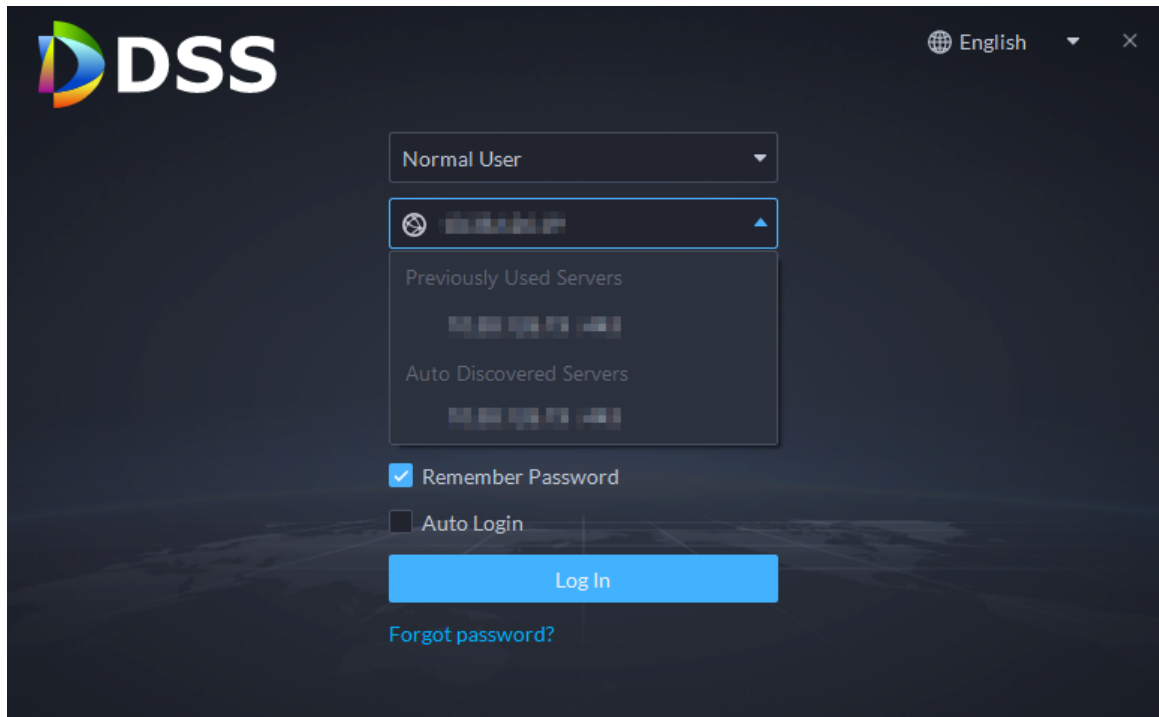 DSS
English
Normal User
Previously Used Servers
Auto Discovered Servers
Remember Password
Auto Login
Log In
Forgot password?